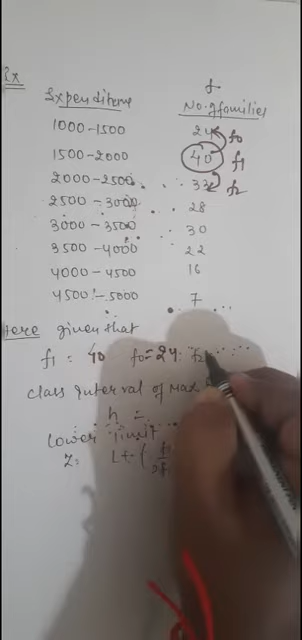 Ex
f
Expenditure No. of families
1000-1500 24 f0
1500-2000 40 f1
2000-2500 33 f2
2500-3000 28
3000-3500 30
3500-4000 22
4000-4500 16
4500-5000 7
Here given that
f1 = 40 f0 = 24
class interval of max
h =
lower limit
Z = L + (